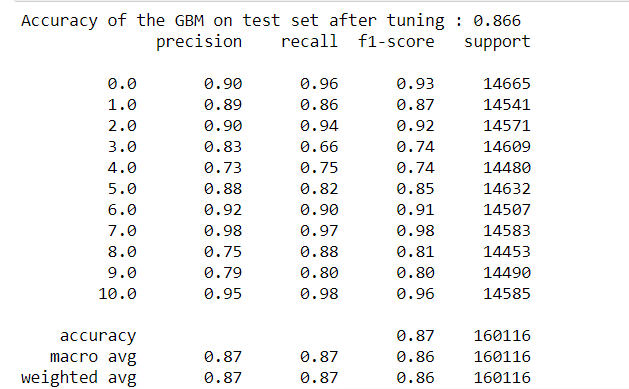 Accuracy of the GBM on test set after tuning : 0.866
precision recall f1-score support
0.0 0.90 0.96 0.93 14665
1.0 0.89 0.86 0.87 14541
2.0 0.90 0.94 0.92 14571
3.0 0.83 0.66 0.74 14609
4.0 0.73 0.75 0.74 14480
5.0 0.88 0.82 0.85 14632
6.0 0.92 0.90 0.91 14507
7.0 0.98 0.97 0.98 14583
8.0 0.75 0.88 0.81 14453
9.0 0.79 0.80 0.80 14490
10.0 0.95 0.98 0.96 14585
accuracy 0.87 160116
macro avg 0.87 0.87 0.86 160116
weighted avg 0.87 0.87 0.86 160116